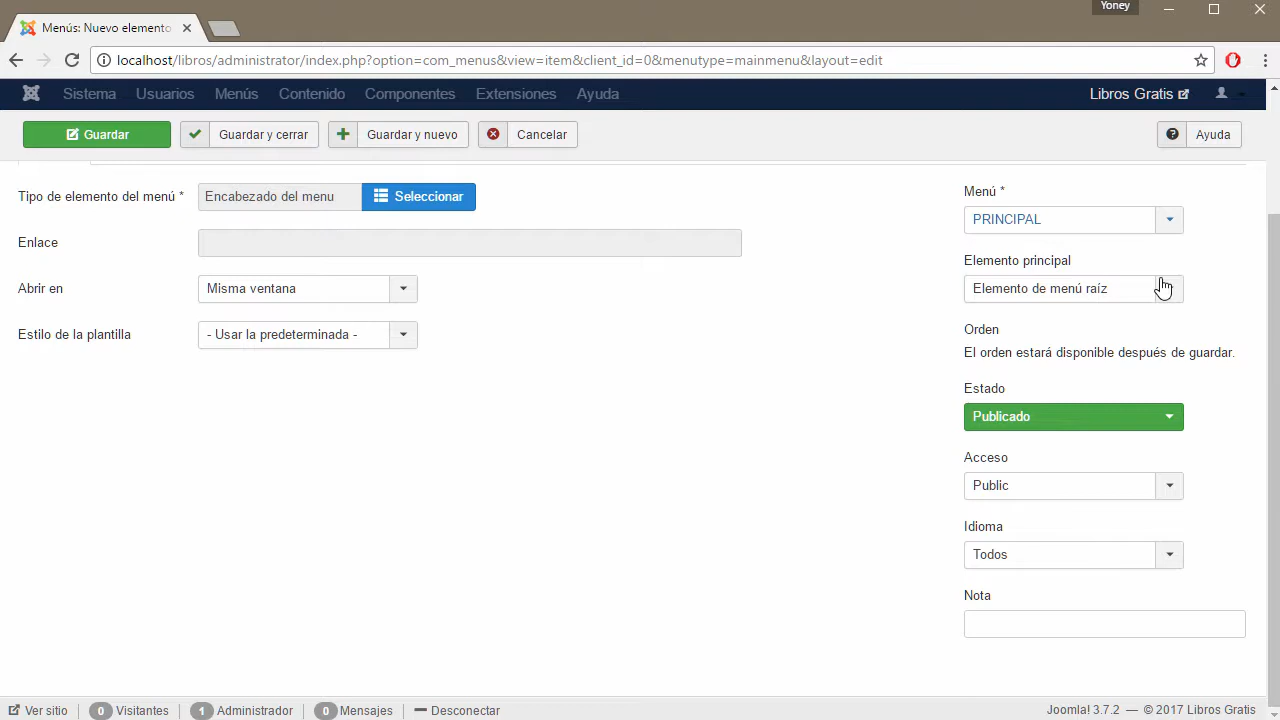 Yoney
Menús: Nuevo elemento
localhost/libros/administrator/index.php?option=com_menus&view=item&client_id=0&menutype=mainmenu&layout=edit
Sistema Usuarios Menús Contenido Componentes Extensiones Ayuda Libros Gratis
Guardar Guardar y cerrar Guardar y nuevo Cancelar Ayuda
Tipo de elemento del menú * Encabezado del menu Seleccionar
Enlace
Abrir en Misma ventana
Estilo de la plantilla - Usar la predeterminada -
Menú *
PRINCIPAL
Elemento principal
Elemento de menú raíz
Orden
El orden estará disponible después de guardar.
Estado
Publicado
Acceso
Public
Idioma
Todos
Nota
Ver sitio 0 Visitantes 1 Administrador 0 Mensajes Desconectar Joomla! 3.7.2 — © 2017 Libros Gratis